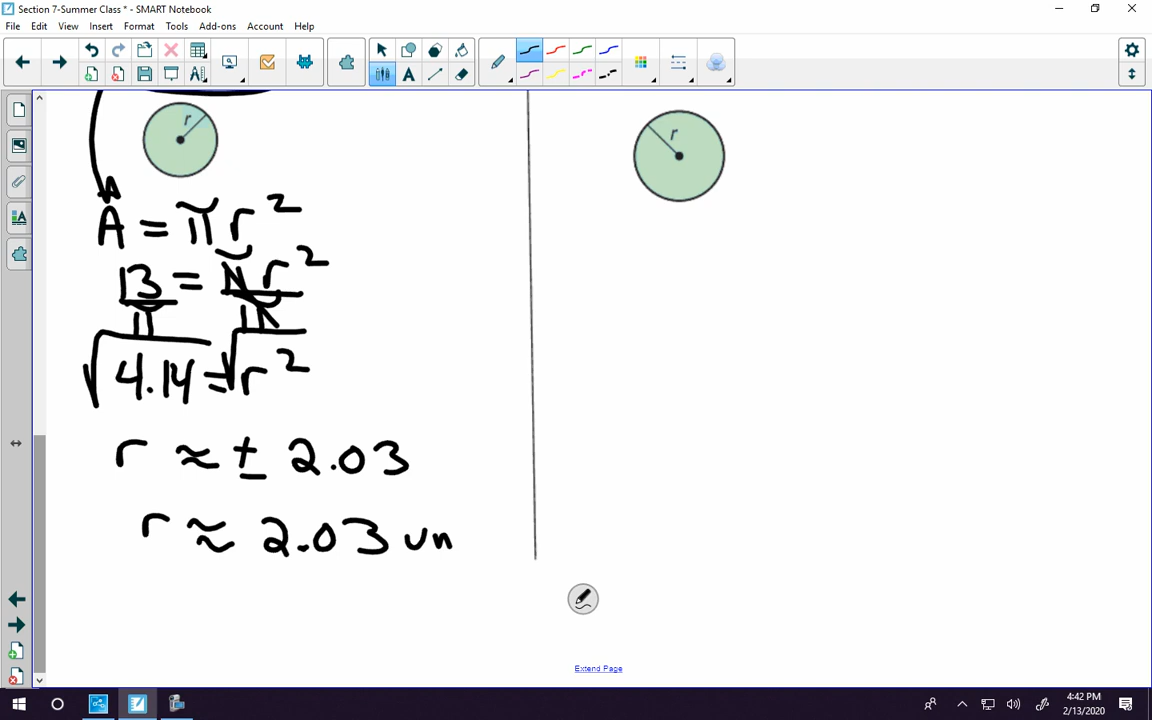 Section 7-Summer Class * - SMART Notebook
File Edit View Insert Format Tools Add-ons Account Help
r
r
A = πr²
13 = πr²
π π
√4.14 = √r²
r ≈ ± 2.03
r ≈ 2.03 un
Extend Page
4:42 PM
2/13/2020